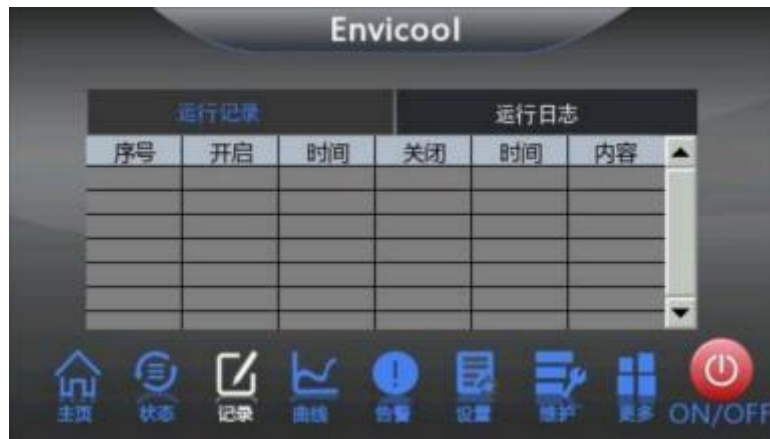 Envicool
运行记录 运行日志
序号 开启 时间 关闭 时间 内容
主页 状态 记录 曲线 告警 设置 维护 更多 ON/OFF